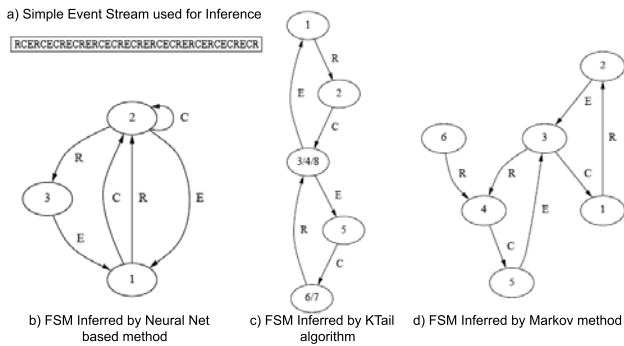 a) Simple Event Stream used for Inference
1
R
2
E
C
3/4/8
E
5
R
C
6/7
2
C
R
3
C
R
E
E
1
2
E
6
3
R
R
C
R
4
1
C
E
5
b) FSM Inferred by Neural Net
based method
c) FSM Inferred by KTail
algorithm
d) FSM Inferred by Markov method